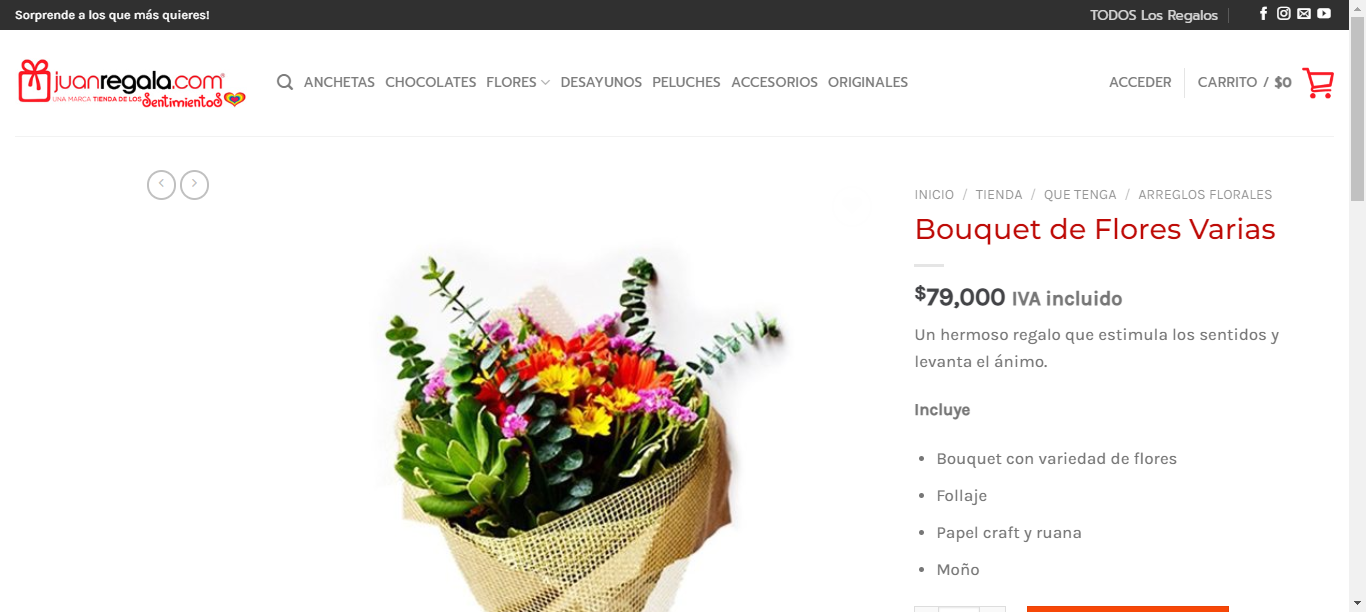 Sorprende a los que más quieres!
TODOS Los Regalos
juanregala.com
UNA MARCA TIENDA DE LOS Sentimientos
ANCHETAS CHOCOLATES FLORES DESAYUNOS PELUCHES ACCESORIOS ORIGINALES
ACCEDER
CARRITO / $0
INICIO / TIENDA / QUE TENGA / ARREGLOS FLORALES
Bouquet de Flores Varias
$79,000 IVA incluido
Un hermoso regalo que estimula los sentidos y
levanta el ánimo.
Incluye
• Bouquet con variedad de flores
• Follaje
• Papel craft y ruana
• Moño